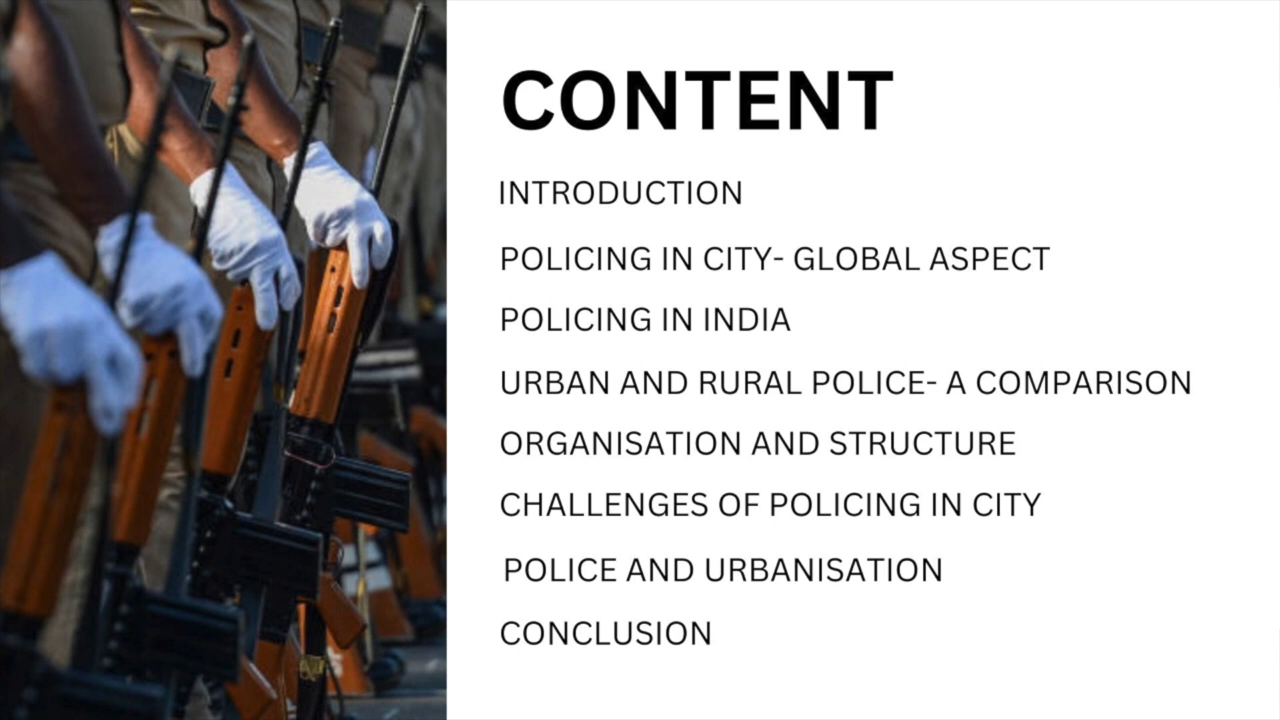 CONTENT
INTRODUCTION
POLICING IN CITY- GLOBAL ASPECT
POLICING IN INDIA
URBAN AND RURAL POLICE- A COMPARISON
ORGANISATION AND STRUCTURE
CHALLENGES OF POLICING IN CITY
POLICE AND URBANISATION
CONCLUSION